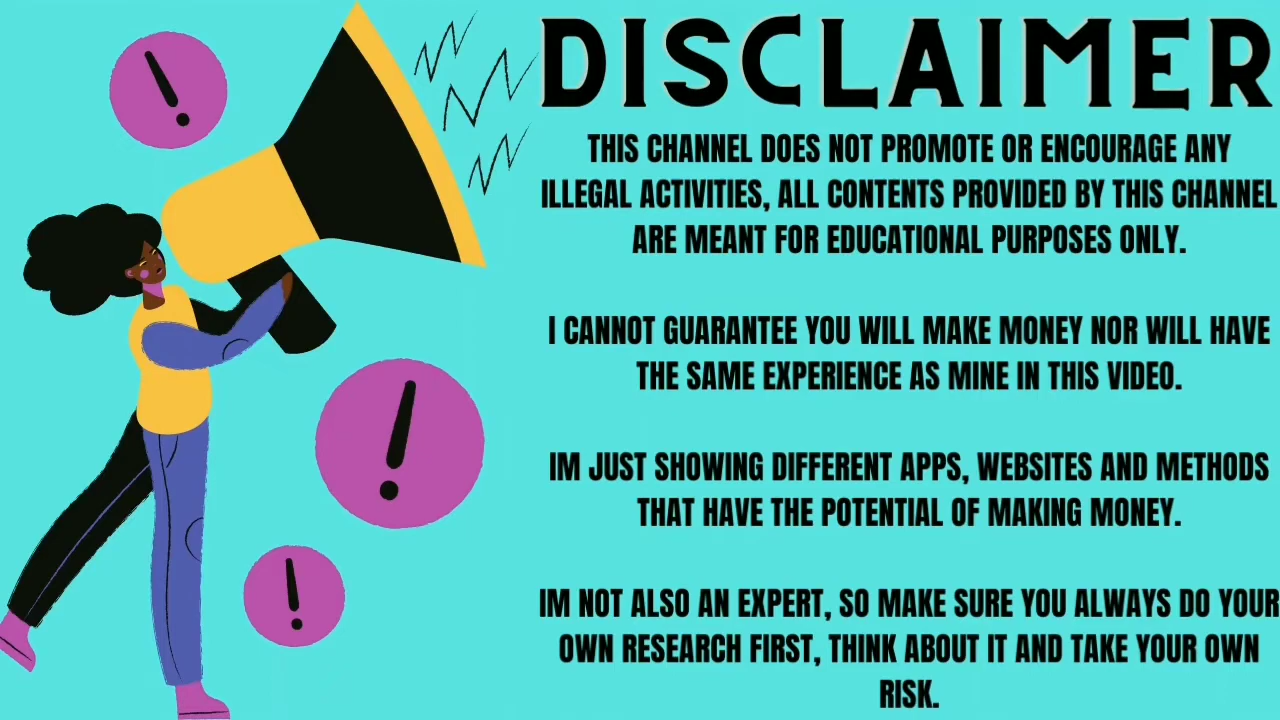 DISCLAIMER
THIS CHANNEL DOES NOT PROMOTE OR ENCOURAGE ANY
ILLEGAL ACTIVITIES, ALL CONTENTS PROVIDED BY THIS CHANNEL
ARE MEANT FOR EDUCATIONAL PURPOSES ONLY.
I CANNOT GUARANTEE YOU WILL MAKE MONEY NOR WILL HAVE
THE SAME EXPERIENCE AS MINE IN THIS VIDEO.
IM JUST SHOWING DIFFERENT APPS, WEBSITES AND METHODS
THAT HAVE THE POTENTIAL OF MAKING MONEY.
IM NOT ALSO AN EXPERT, SO MAKE SURE YOU ALWAYS DO YOUR
OWN RESEARCH FIRST, THINK ABOUT IT AND TAKE YOUR OWN
RISK.